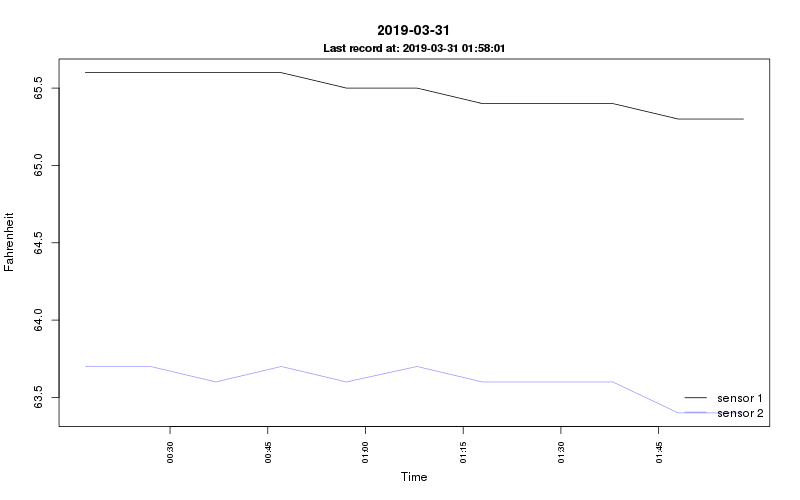 2019-03-31
Last record at: 2019-03-31 01:58:01
Fahrenheit
65.5
65.0
64.5
64.0
63.5
sensor 1
sensor 2
00:30 00:45 01:00 01:15 01:30 01:45
Time